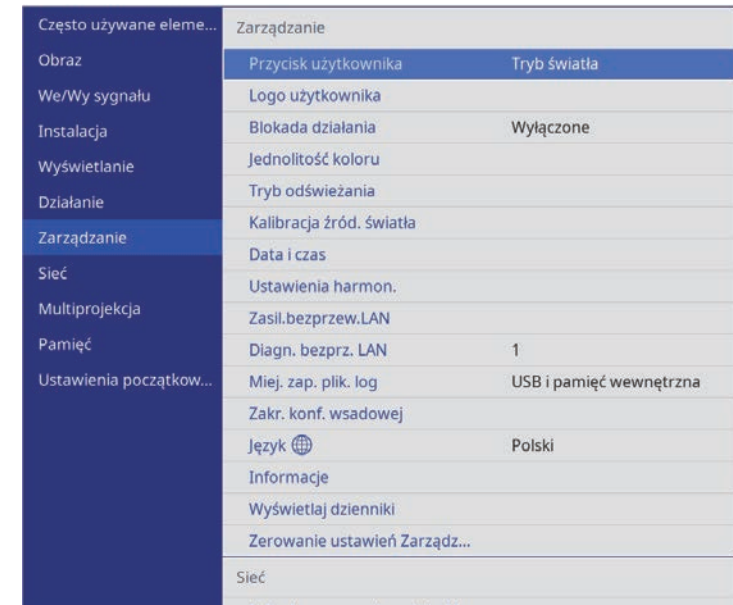 Często używane eleme...
Obraz
We/Wy sygnału
Instalacja
Wyświetlanie
Działanie
Zarządzanie
Sieć
Multiprojekcja
Pamięć
Ustawienia początkow...
Zarządzanie
Przycisk użytkownika Tryb światła
Logo użytkownika
Blokada działania Wyłączone
Jednolitość koloru
Tryb odświeżania
Kalibracja źród. światła
Data i czas
Ustawienia harmon.
Zasil.bezprzew.LAN
Diagn. bezprz. LAN 1
Miej. zap. plik. log USB i pamięć wewnętrzna
Zakr. konf. wsadowej
Język Polski
Informacje
Wyświetlaj dzienniki
Zerowanie ustawień Zarządz...
Sieć